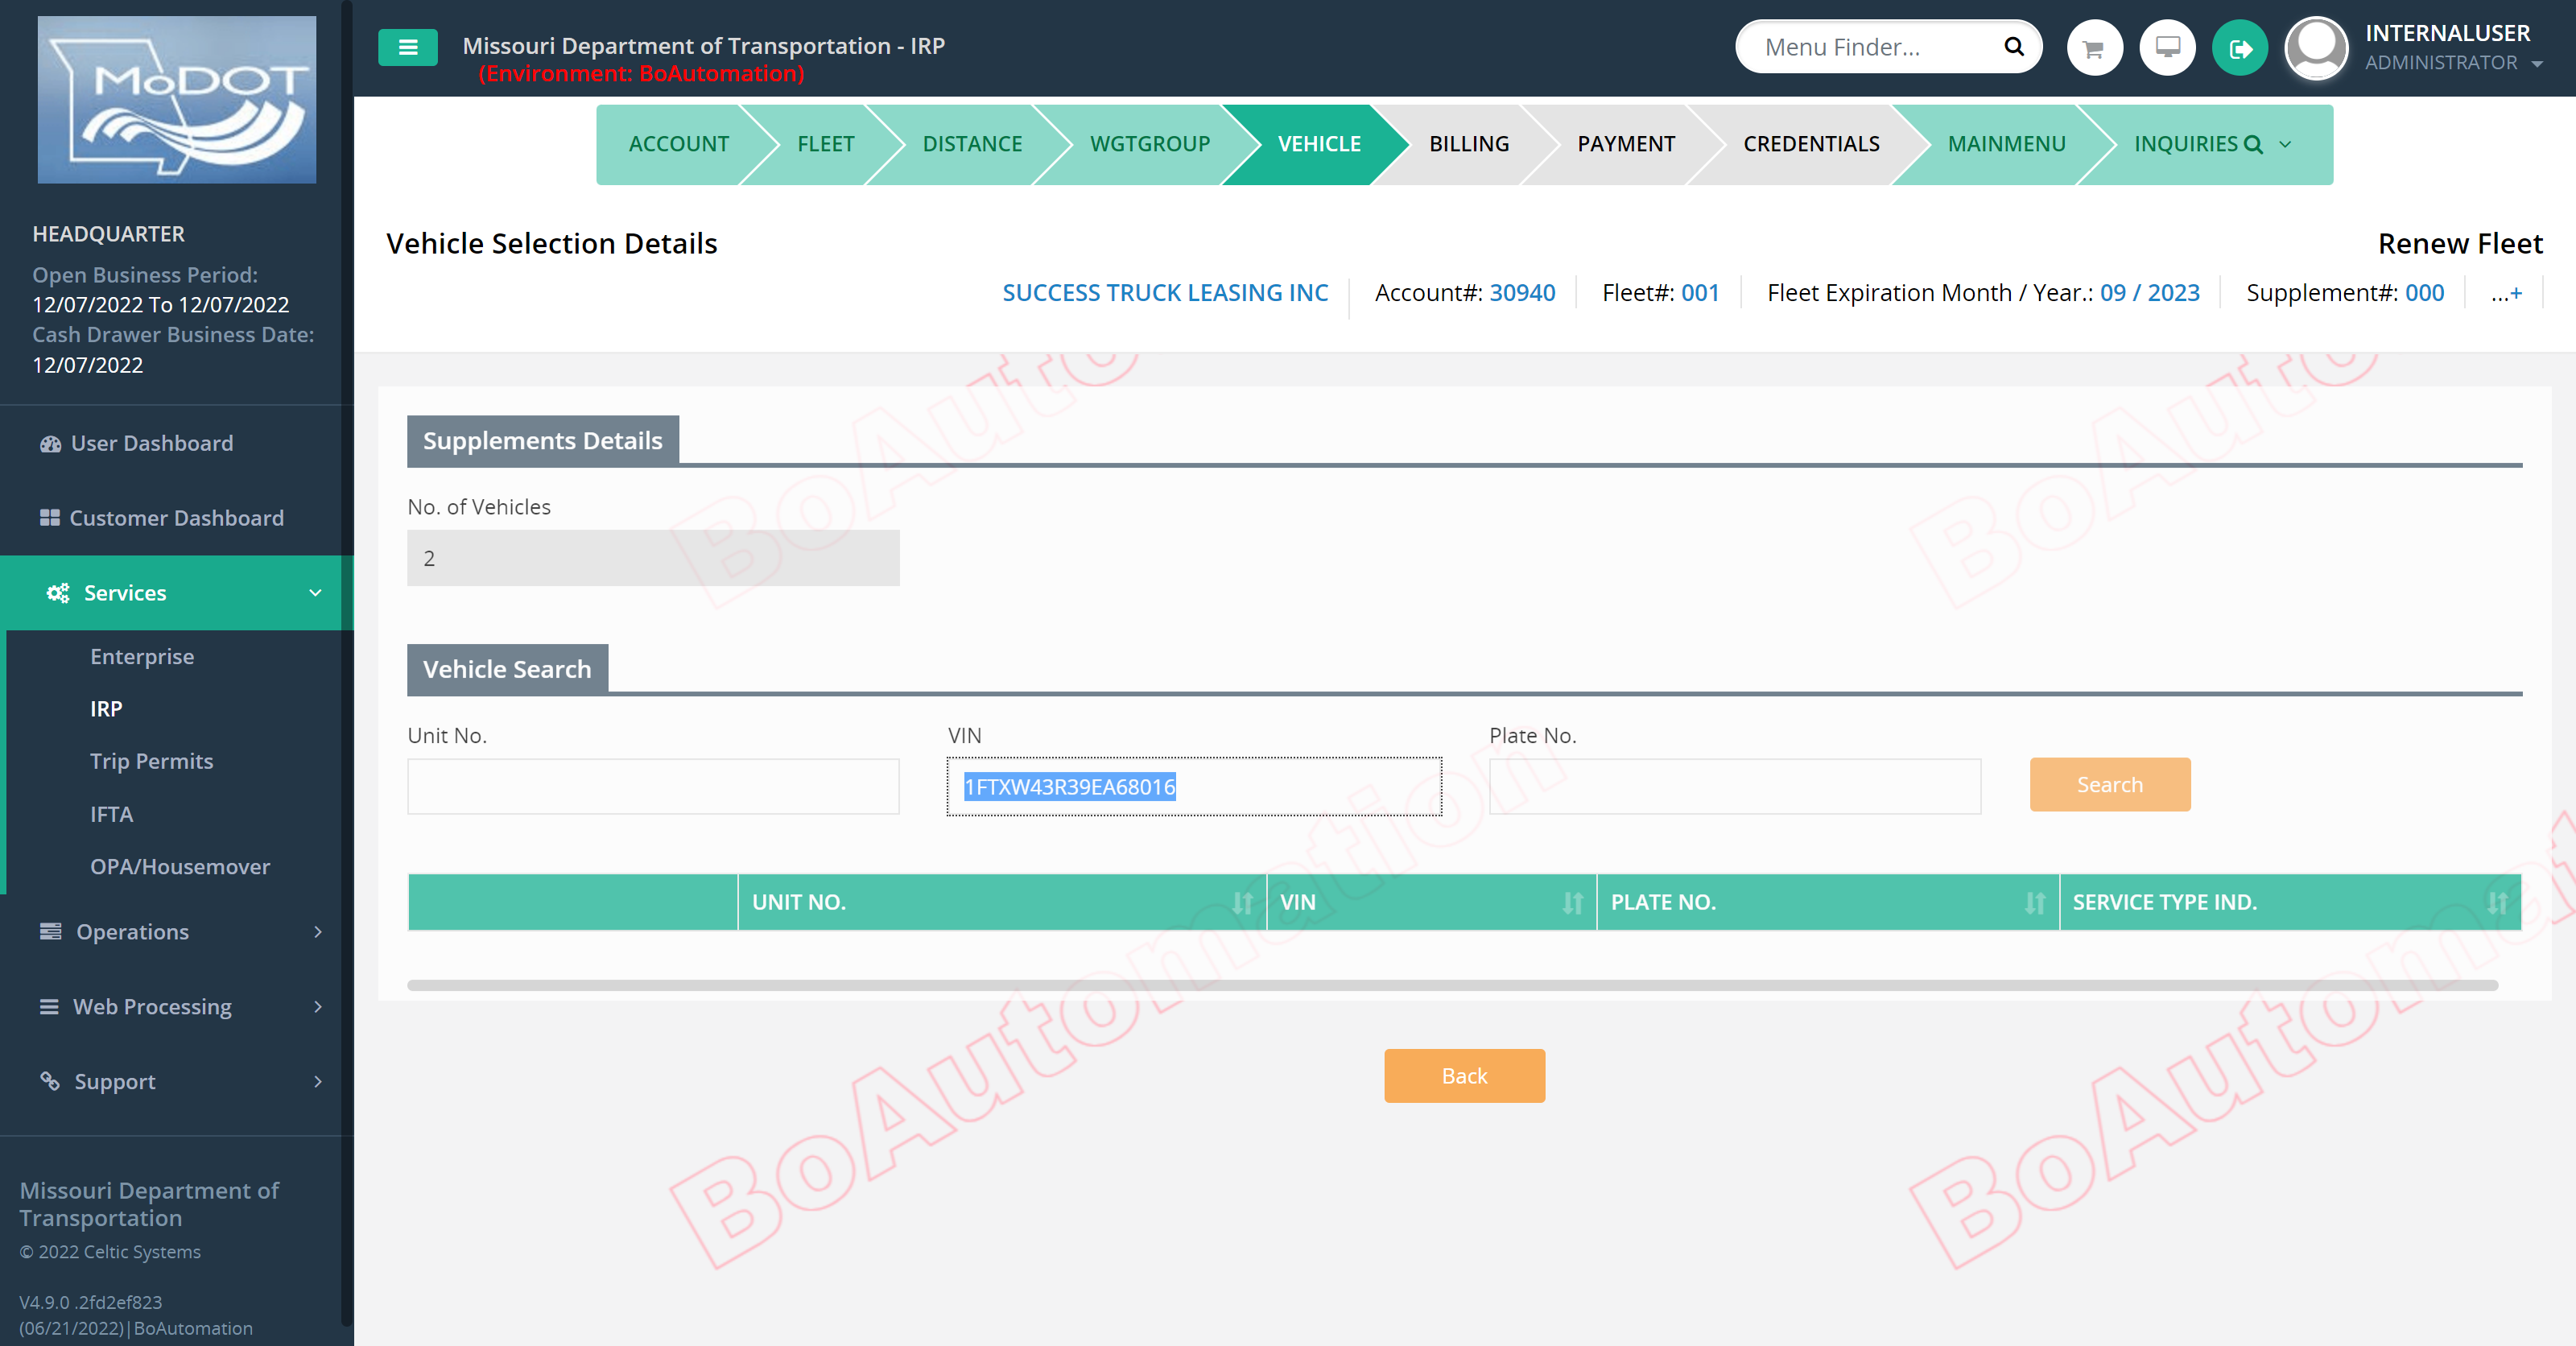 MoDOT
HEADQUARTER
Open Business Period:
12/07/2022 To 12/07/2022
Cash Drawer Business Date:
12/07/2022
User Dashboard
Customer Dashboard
Services
Enterprise
IRP
Trip Permits
IFTA
OPA/Housemover
Operations
Web Processing
Support
Missouri Department of
Transportation
© 2022 Celtic Systems
V4.9.0 .2fd2ef823
(06/21/2022)|BoAutomation
Missouri Department of Transportation - IRP
(Environment: BoAutomation)
Menu Finder...
INTERNALUSER
ADMINISTRATOR
ACCOUNT FLEET DISTANCE WGTGROUP VEHICLE BILLING PAYMENT CREDENTIALS MAINMENU INQUIRIES
Vehicle Selection Details
Renew Fleet
SUCCESS TRUCK LEASING INC Account#: 30940 Fleet#: 001 Fleet Expiration Month / Year.: 09 / 2023 Supplement#: 000 ...+
Supplements Details
No. of Vehicles
2
Vehicle Search
Unit No. VIN Plate No.
1FTXW43R39EA68016
Search
UNIT NO. VIN PLATE NO. SERVICE TYPE IND.
Back
BoAuto
BoAuto
BoAutomation
BoAutomat